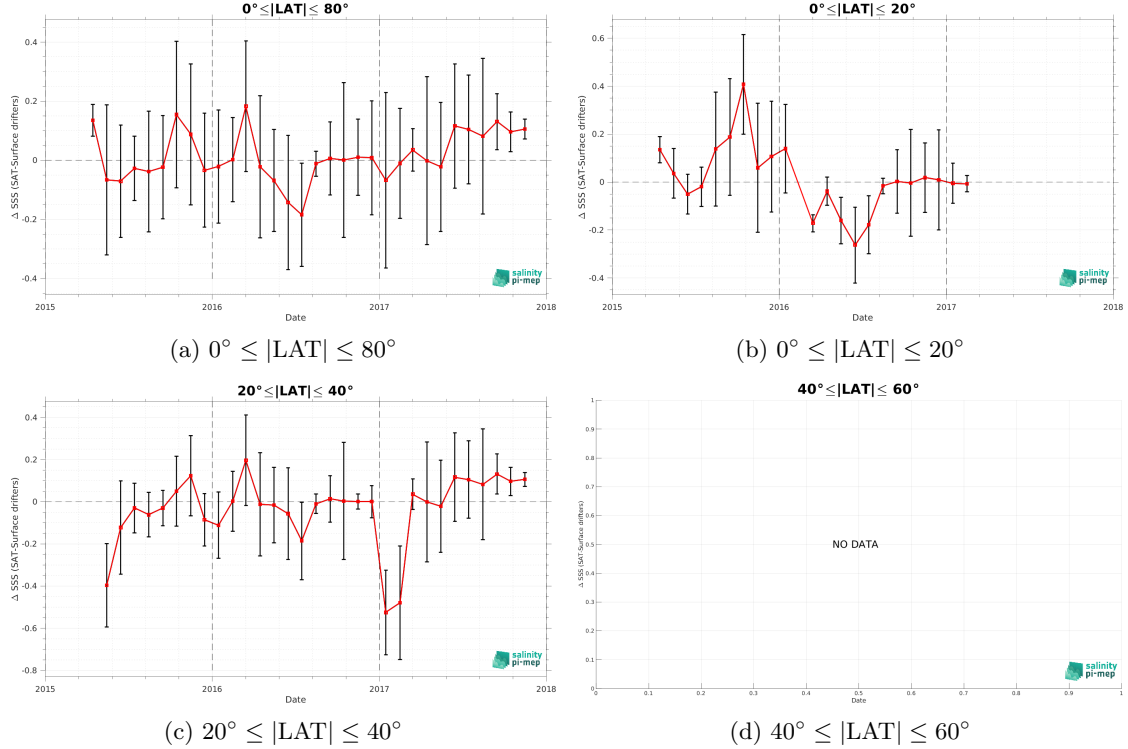 0°≤|LAT|≤ 80°
0.4
0.2
0
-0.2
-0.4
Δ SSS (SAT-Surface drifters)
2015
2016
2017
2018
Date
salinity
pi-mep
(a) 0° ≤ |LAT| ≤ 80°
0°≤|LAT|≤ 20°
0.6
0.4
0.2
0
-0.2
-0.4
Δ SSS (SAT-Surface drifters)
2015
2016
2017
2018
Date
salinity
pi-mep
(b) 0° ≤ |LAT| ≤ 20°
20°≤|LAT|≤ 40°
0.4
0.2
0
-0.2
-0.4
-0.6
-0.8
Δ SSS (SAT-Surface drifters)
2015
2016
2017
2018
Date
salinity
pi-mep
(c) 20° ≤ |LAT| ≤ 40°
40°≤|LAT|≤ 60°
1
0.9
0.8
0.7
0.6
0.5
0.4
0.3
0.2
0.1
0
Δ SSS (SAT-Surface drifters)
NO DATA
0
0.1
0.2
0.3
0.4
0.5
0.6
0.7
0.8
0.9
1
Date
salinity
pi-mep
(d) 40° ≤ |LAT| ≤ 60°